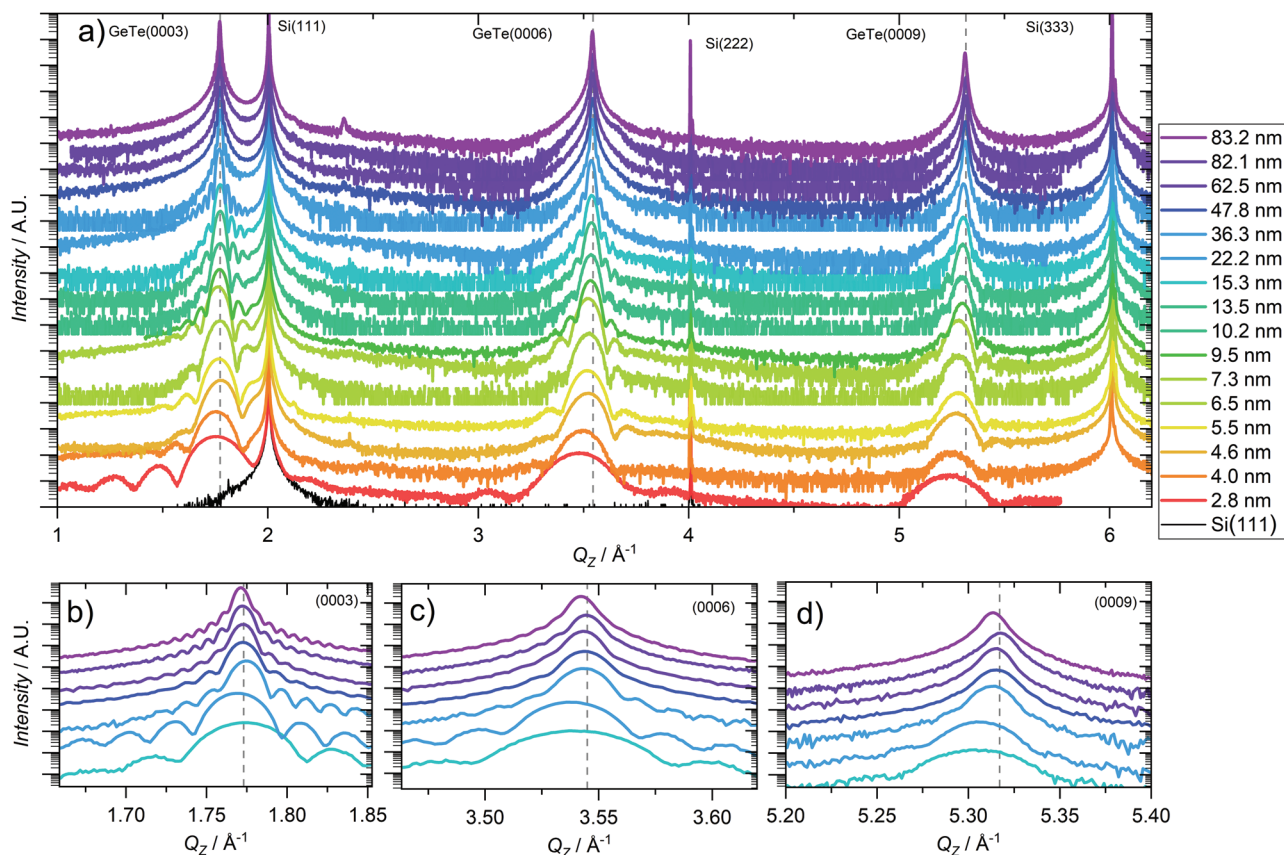 a)
GeTe(0003)
Si(111)
GeTe(0006)
Si(222)
GeTe(0009)
Si(333)
Intensity / A.U.
1
2
3
4
5
6
Q_Z / Å⁻¹
83.2 nm
82.1 nm
62.5 nm
47.8 nm
36.3 nm
22.2 nm
15.3 nm
13.5 nm
10.2 nm
9.5 nm
7.3 nm
6.5 nm
5.5 nm
4.6 nm
4.0 nm
2.8 nm
Si(111)
b)
(0003)
Intensity / A.U.
1.70
1.75
1.80
1.85
Q_Z / Å⁻¹
c)
(0006)
3.50
3.55
3.60
Q_Z / Å⁻¹
d)
(0009)
5.20
5.25
5.30
5.35
5.40
Q_Z / Å⁻¹